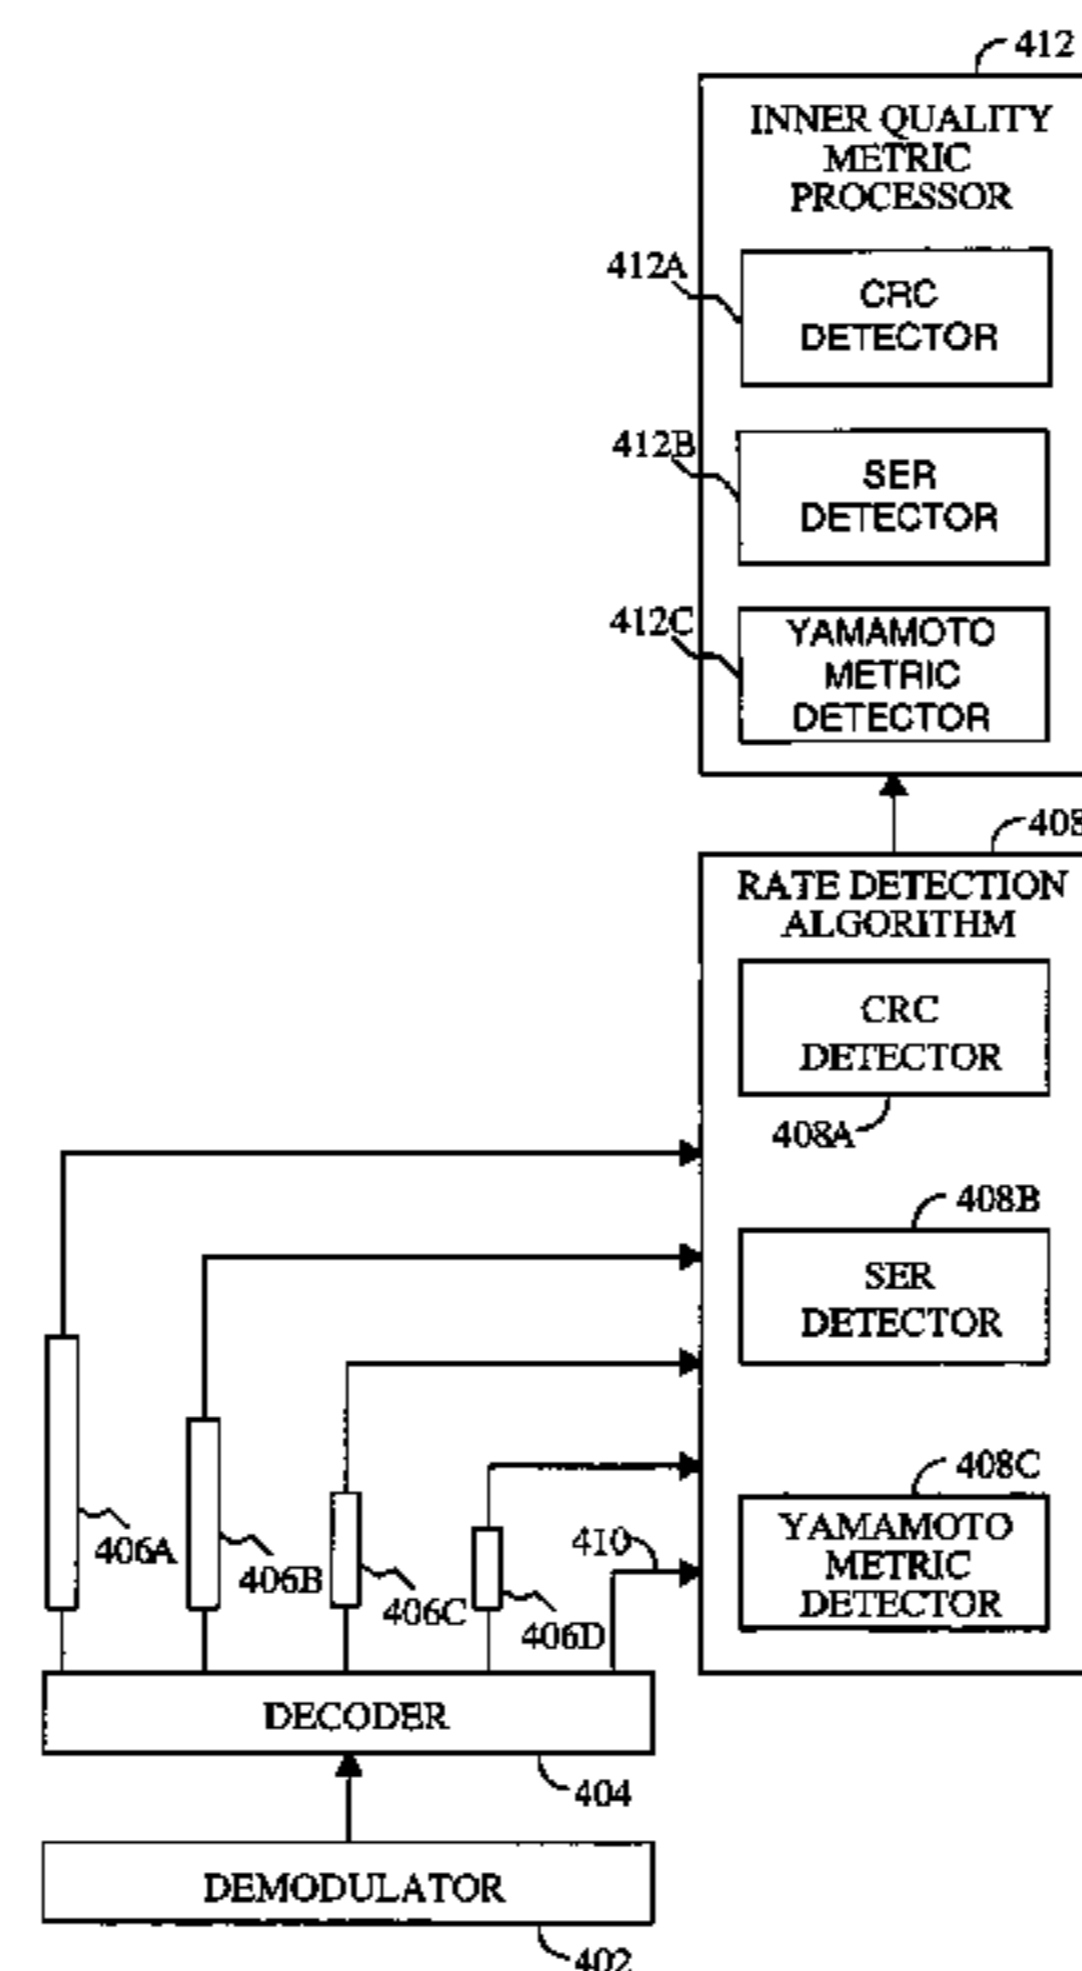 412
INNER QUALITY
METRIC
PROCESSOR
412A
CRC
DETECTOR
412B
SER
DETECTOR
412C
YAMAMOTO
METRIC
DETECTOR
408
RATE DETECTION
ALGORITHM
CRC
DETECTOR
408A
408B
SER
DETECTOR
408C
YAMAMOTO
METRIC
DETECTOR
410
406A
406B
406C
406D
DECODER
404
DEMODULATOR
402